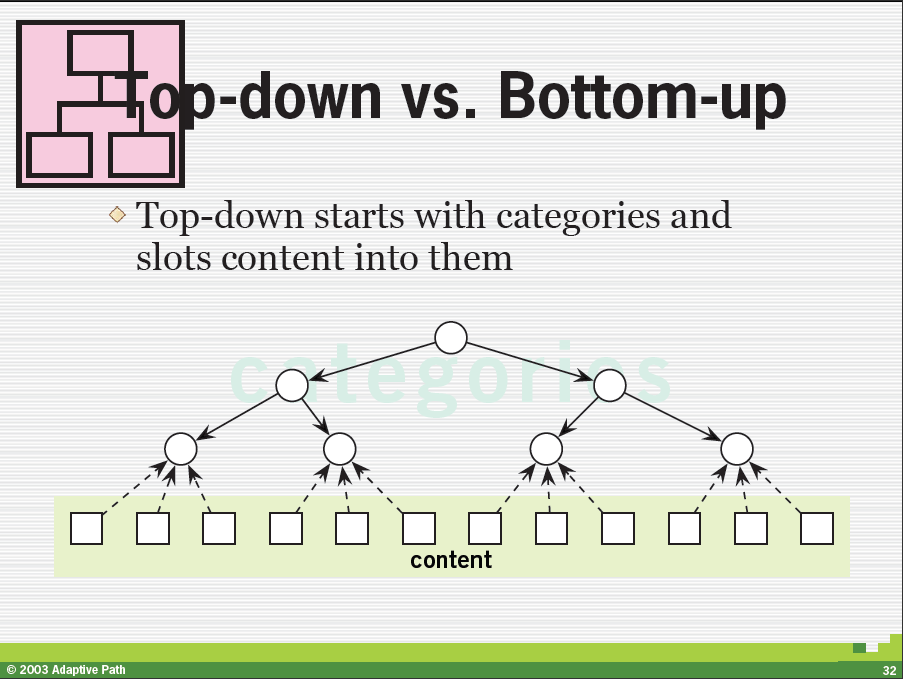 Top-down vs. Bottom-up
Top-down starts with categories and
slots content into them
categories
content
© 2003 Adaptive Path
32